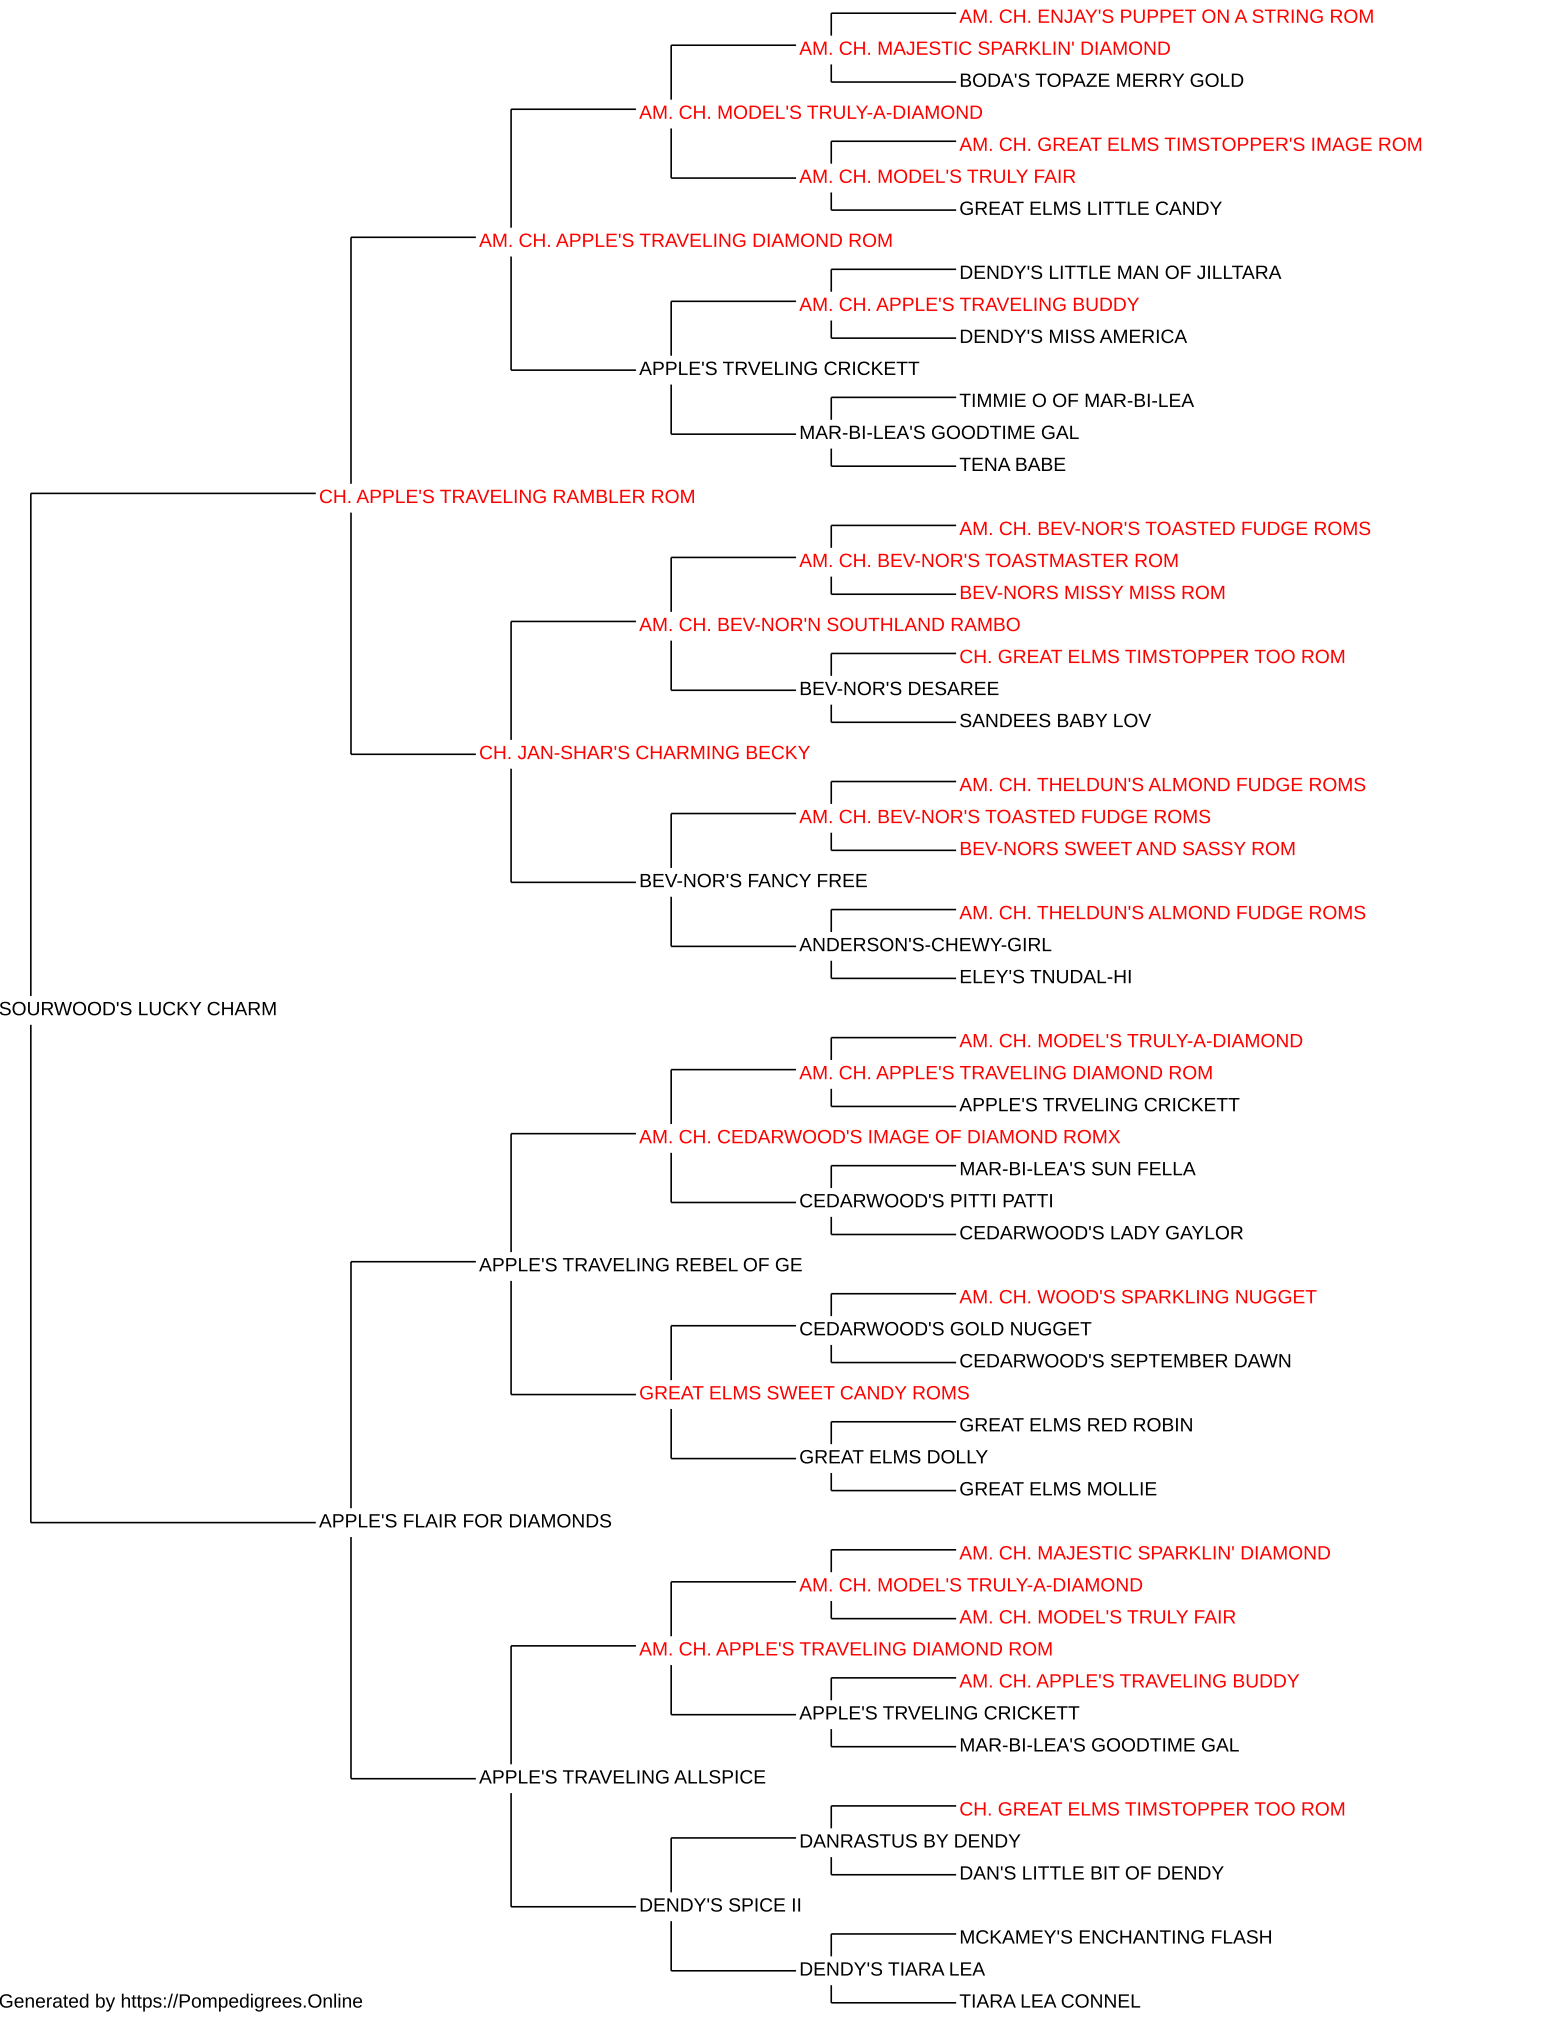 AM. CH. ENJAY'S PUPPET ON A STRING ROM
AM. CH. MAJESTIC SPARKLIN' DIAMOND
BODA'S TOPAZE MERRY GOLD
AM. CH. MODEL'S TRULY-A-DIAMOND
AM. CH. GREAT ELMS TIMSTOPPER'S IMAGE ROM
AM. CH. MODEL'S TRULY FAIR
GREAT ELMS LITTLE CANDY
AM. CH. APPLE'S TRAVELING DIAMOND ROM
DENDY'S LITTLE MAN OF JILLTARA
AM. CH. APPLE'S TRAVELING BUDDY
DENDY'S MISS AMERICA
APPLE'S TRVELING CRICKETT
TIMMIE O OF MAR-BI-LEA
MAR-BI-LEA'S GOODTIME GAL
TENA BABE
CH. APPLE'S TRAVELING RAMBLER ROM
AM. CH. BEV-NOR'S TOASTED FUDGE ROMS
AM. CH. BEV-NOR'S TOASTMASTER ROM
BEV-NORS MISSY MISS ROM
AM. CH. BEV-NOR'N SOUTHLAND RAMBO
CH. GREAT ELMS TIMSTOPPER TOO ROM
BEV-NOR'S DESAREE
SANDEES BABY LOV
CH. JAN-SHAR'S CHARMING BECKY
AM. CH. THELDUN'S ALMOND FUDGE ROMS
AM. CH. BEV-NOR'S TOASTED FUDGE ROMS
BEV-NORS SWEET AND SASSY ROM
BEV-NOR'S FANCY FREE
AM. CH. THELDUN'S ALMOND FUDGE ROMS
ANDERSON'S-CHEWY-GIRL
ELEY'S TNUDAL-HI
SOURWOOD'S LUCKY CHARM
AM. CH. MODEL'S TRULY-A-DIAMOND
AM. CH. APPLE'S TRAVELING DIAMOND ROM
APPLE'S TRVELING CRICKETT
AM. CH. CEDARWOOD'S IMAGE OF DIAMOND ROMX
MAR-BI-LEA'S SUN FELLA
CEDARWOOD'S PITTI PATTI
CEDARWOOD'S LADY GAYLOR
APPLE'S TRAVELING REBEL OF GE
AM. CH. WOOD'S SPARKLING NUGGET
CEDARWOOD'S GOLD NUGGET
CEDARWOOD'S SEPTEMBER DAWN
GREAT ELMS SWEET CANDY ROMS
GREAT ELMS RED ROBIN
GREAT ELMS DOLLY
GREAT ELMS MOLLIE
APPLE'S FLAIR FOR DIAMONDS
AM. CH. MAJESTIC SPARKLIN' DIAMOND
AM. CH. MODEL'S TRULY-A-DIAMOND
AM. CH. MODEL'S TRULY FAIR
AM. CH. APPLE'S TRAVELING DIAMOND ROM
AM. CH. APPLE'S TRAVELING BUDDY
APPLE'S TRVELING CRICKETT
MAR-BI-LEA'S GOODTIME GAL
APPLE'S TRAVELING ALLSPICE
CH. GREAT ELMS TIMSTOPPER TOO ROM
DANRASTUS BY DENDY
DAN'S LITTLE BIT OF DENDY
DENDY'S SPICE II
MCKAMEY'S ENCHANTING FLASH
DENDY'S TIARA LEA
TIARA LEA CONNEL
Generated by https://Pompedigrees.Online